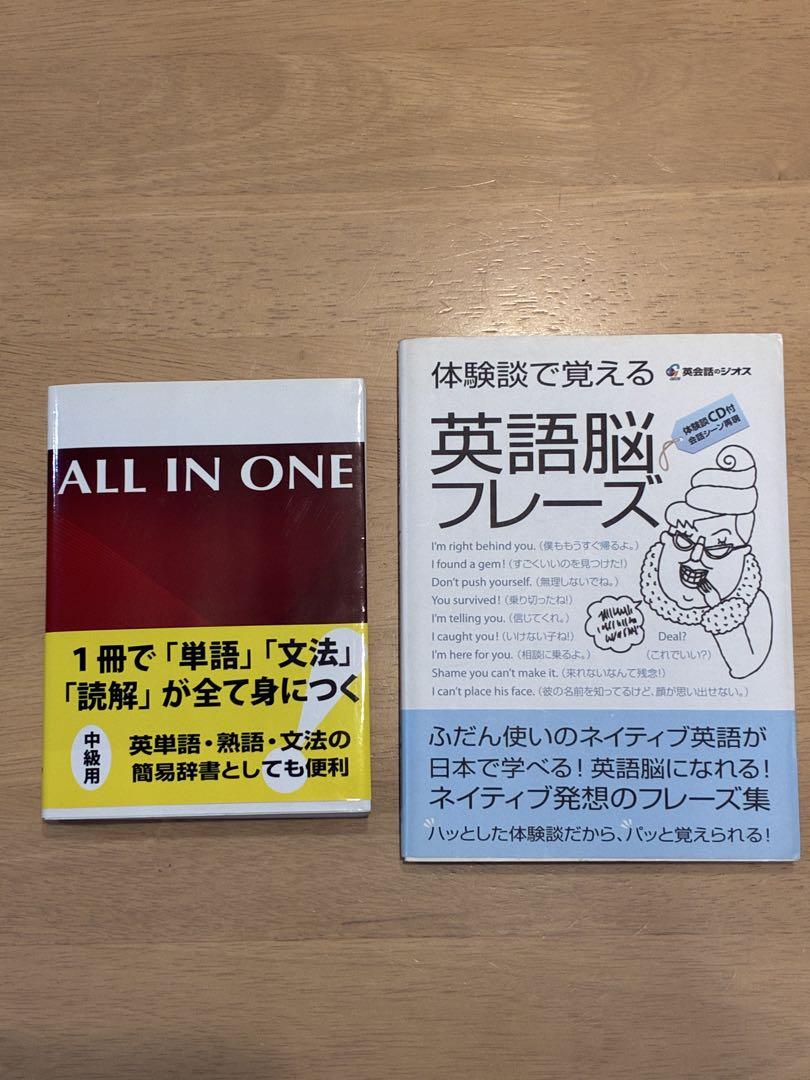 ALL IN ONE
1冊で「単語」「文法」
「読解」が全て身につく
中級用
英単語・熟語・文法の
簡易辞書としても便利
体験談で覚える
英会話のジオス
英語脳
フレーズ
体験談CD付
会話シーン再現
I'm right behind you.(僕ももうすぐ帰るよ。)
I found a gem!(すごくいいのを見つけた!)
Don't push yourself.(無理しないでね。)
You survived!(乗り切ったね!)
I'm telling you.(信じてくれ。)
I caught you!(いけない子ね!)
Deal?
I'm here for you.(相談に乗るよ。)
(これでいい?)
Shame you can't make it.(来れないなんて残念!)
I can't place his face.(彼の名前を知ってるけど、顔が思い出せない。)
ふだん使いのネイティブ英語が
日本で学べる!英語脳になれる!
ネイティブ発想のフレーズ集
ハッとした体験談だから、パッと覚えられる!